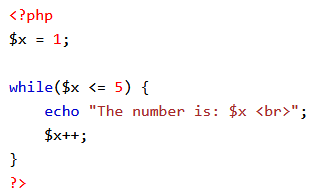 <?php
$x = 1;

while($x <= 5) {
    echo "The number is: $x <br>";
    $x++;
}
?>